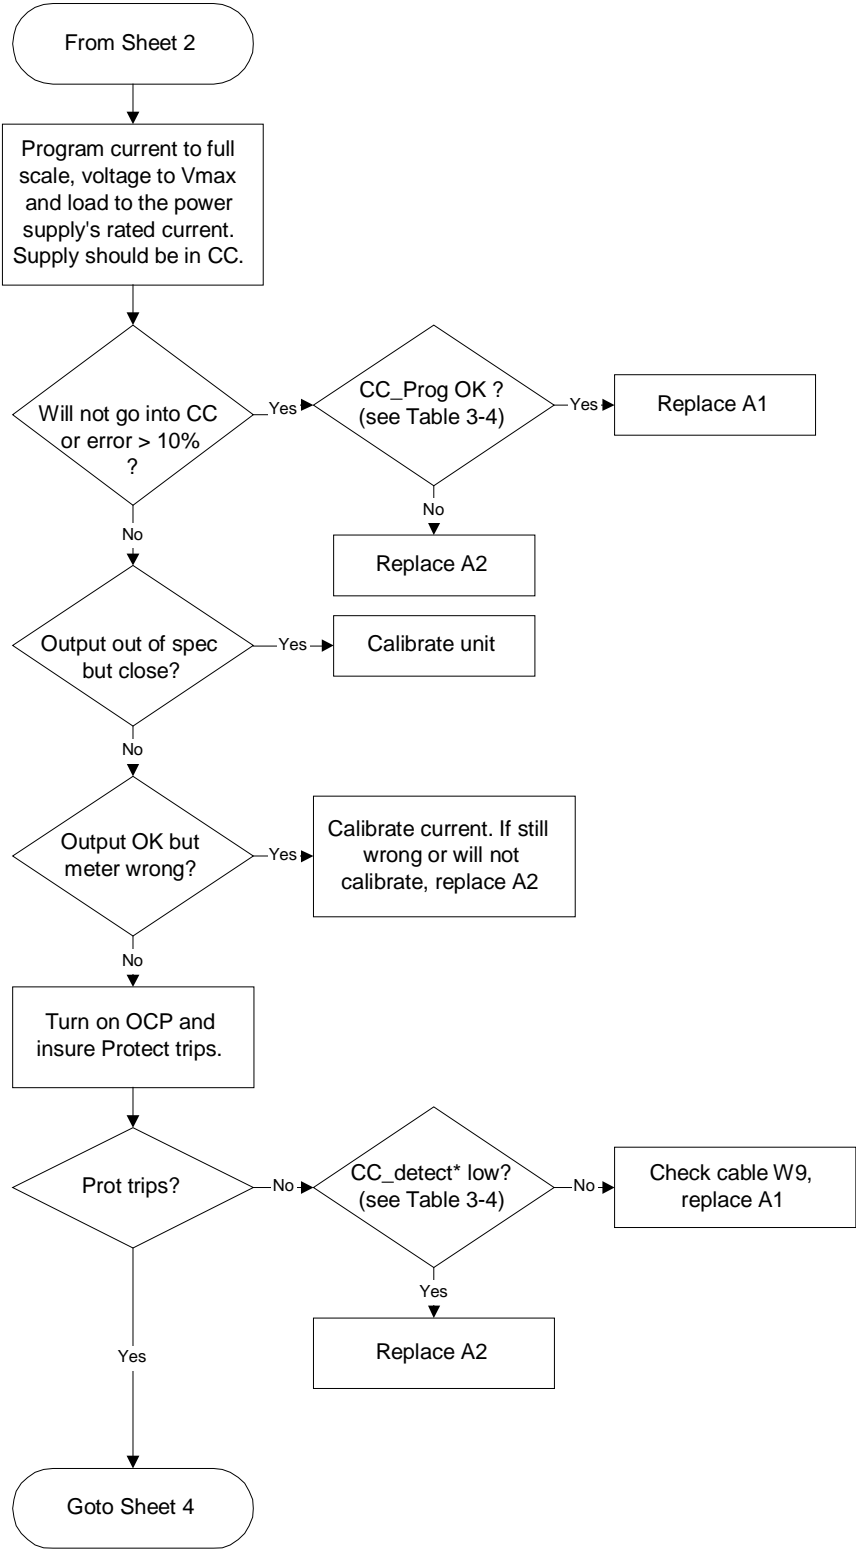 From Sheet 2
Program current to full
scale, voltage to Vmax
and load to the power
supply's rated current.
Supply should be in CC.
Will not go into CC
or error > 10%
?
Yes
CC_Prog OK ?
(see Table 3-4)
Yes
Replace A1
No
Replace A2
No
Output out of spec
but close?
Yes
Calibrate unit
No
Output OK but
meter wrong?
Yes
Calibrate current. If still
wrong or will not
calibrate, replace A2
No
Turn on OCP and
insure Protect trips.
Prot trips?
No
CC_detect* low?
(see Table 3-4)
No
Check cable W9,
replace A1
Yes
Replace A2
Yes
Goto Sheet 4